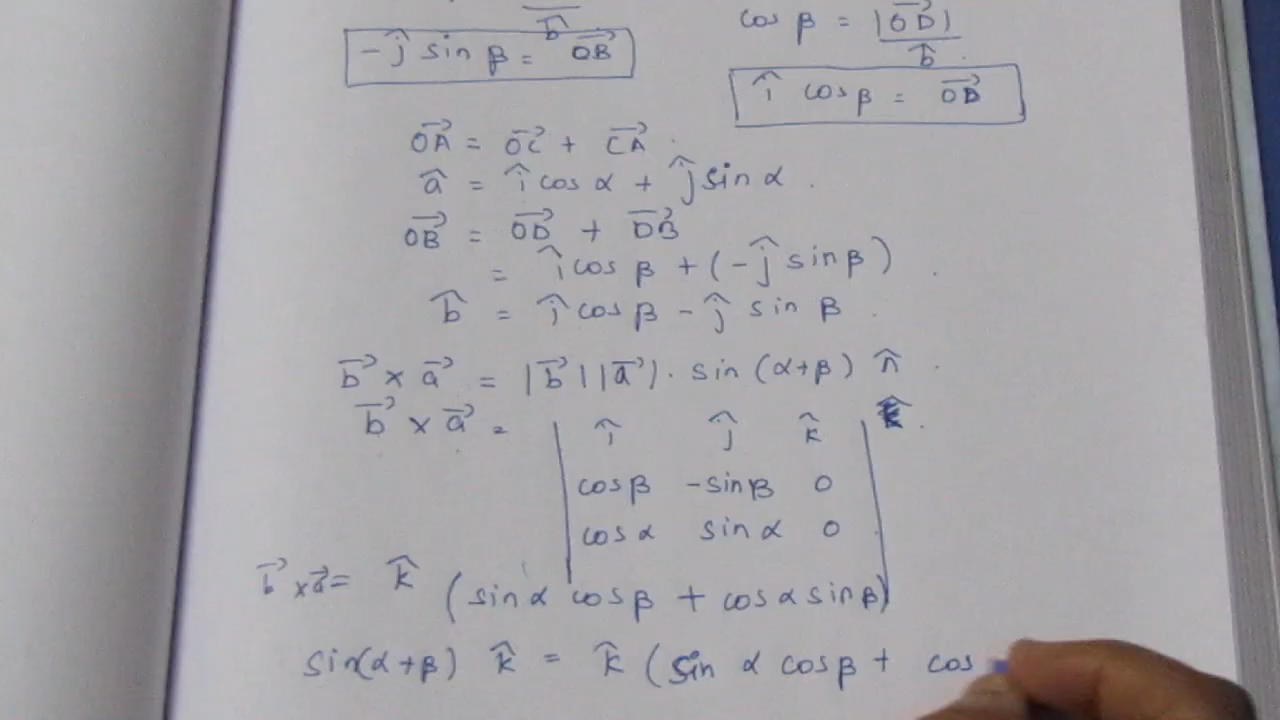 b̂
-ĵ sin β = OB⃗
cos β = |OD⃗|
b̂
î cos β = OD⃗
OA⃗ = OC⃗ + CA⃗
â = î cos α + ĵ sin α .
OB⃗ = OD⃗ + DB⃗
= î cos β + (-ĵ sin β) .
b̂ = î cos β - ĵ sin β .
b⃗ × a⃗ = |b⃗||a⃗| . sin (α+β) n̂ .
b⃗ × a⃗ = | î ĵ k̂ | k̂ .
cos β -sin β 0
cos α sin α 0
b⃗ × a⃗ = k̂ (sin α cos β + cos α sin β)
sin(α+β) k̂ = k̂ (sin α cos β + cos